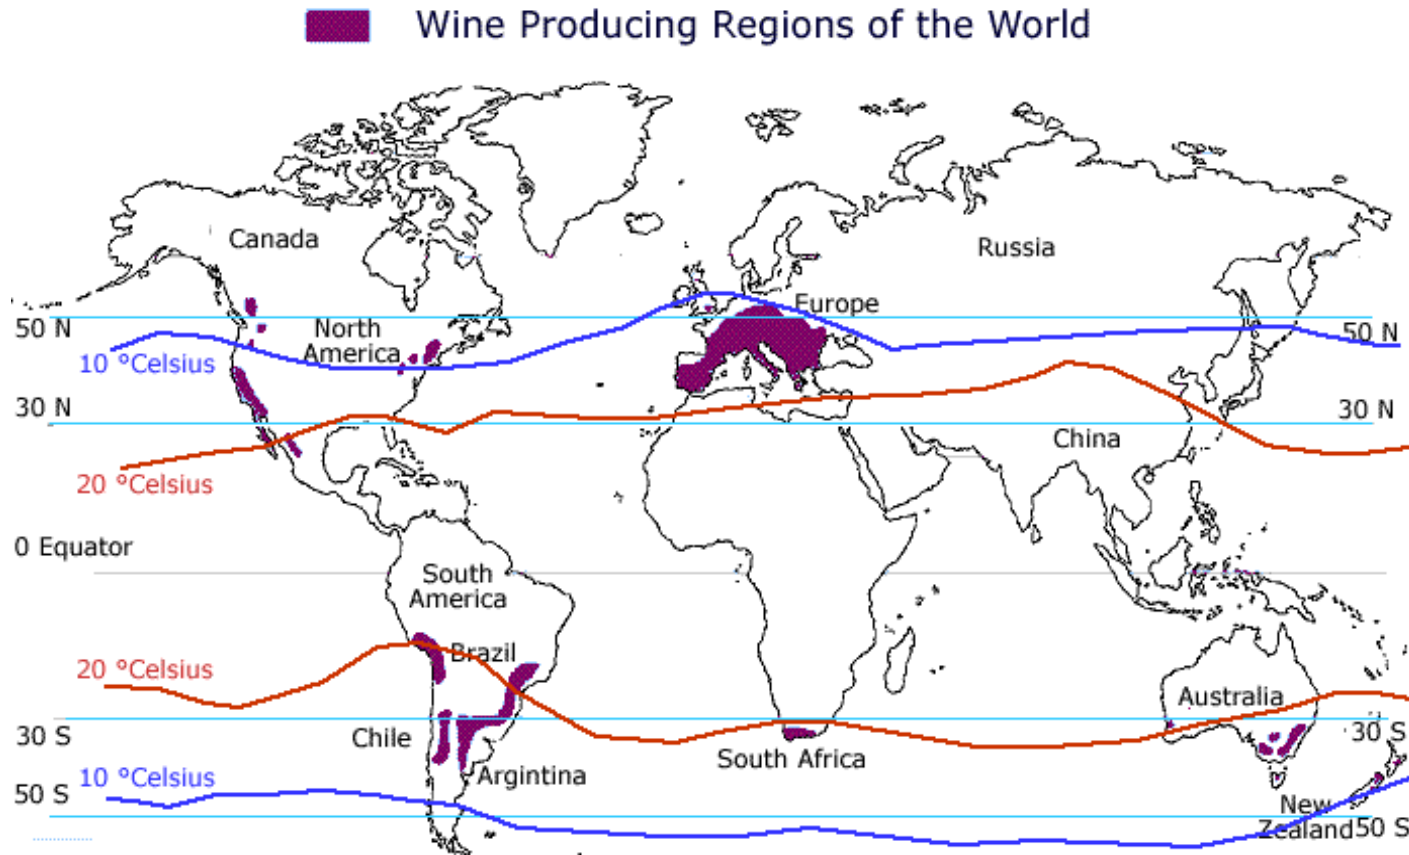 Wine Producing Regions of the World
Canada
Russia
Europe
50 N
North
America
50 N
10 °Celsius
30 N
30 N
China
20 °Celsius
0 Equator
South
America
Brazil
20 °Celsius
Australia
30 S
Chile
30 S
South Africa
10 °Celsius
Argintina
50 S
New
Zealand
50 S